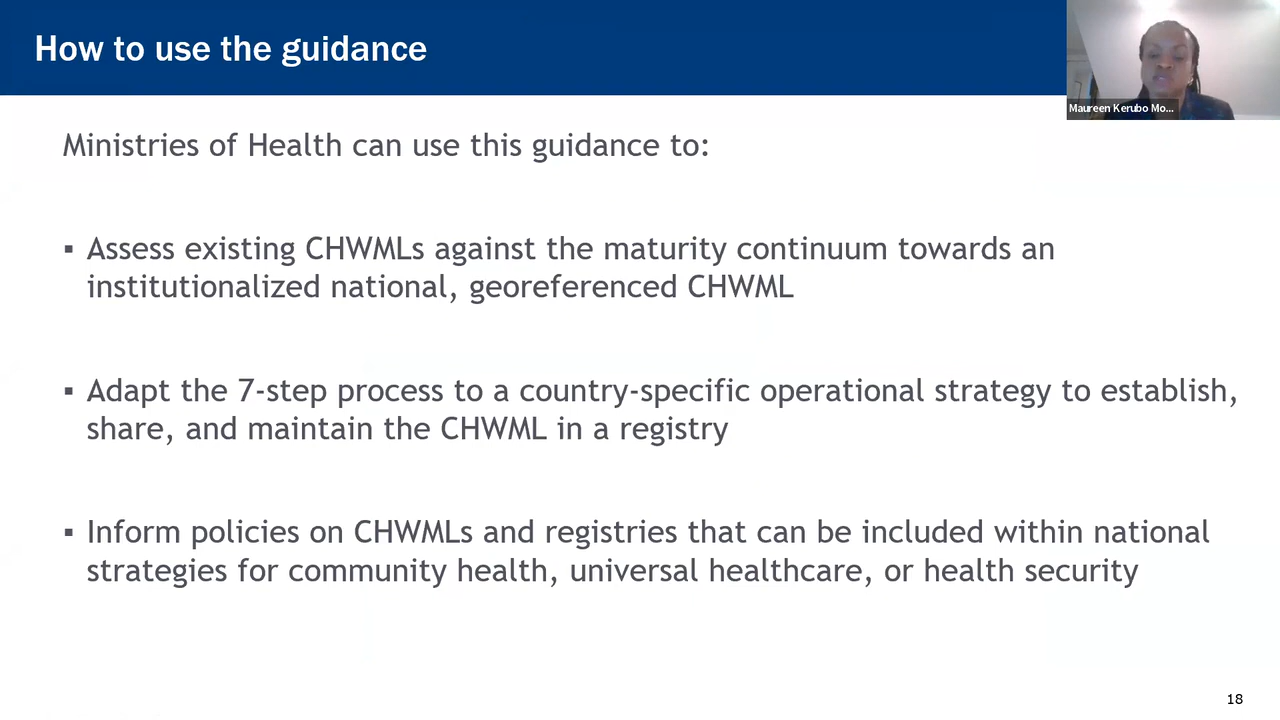 How to use the guidance
Maureen Kerubo Mo...
Ministries of Health can use this guidance to:
▪ Assess existing CHWMLs against the maturity continuum towards an
institutionalized national, georeferenced CHWML
▪ Adapt the 7-step process to a country-specific operational strategy to establish,
share, and maintain the CHWML in a registry
▪ Inform policies on CHWMLs and registries that can be included within national
strategies for community health, universal healthcare, or health security
18